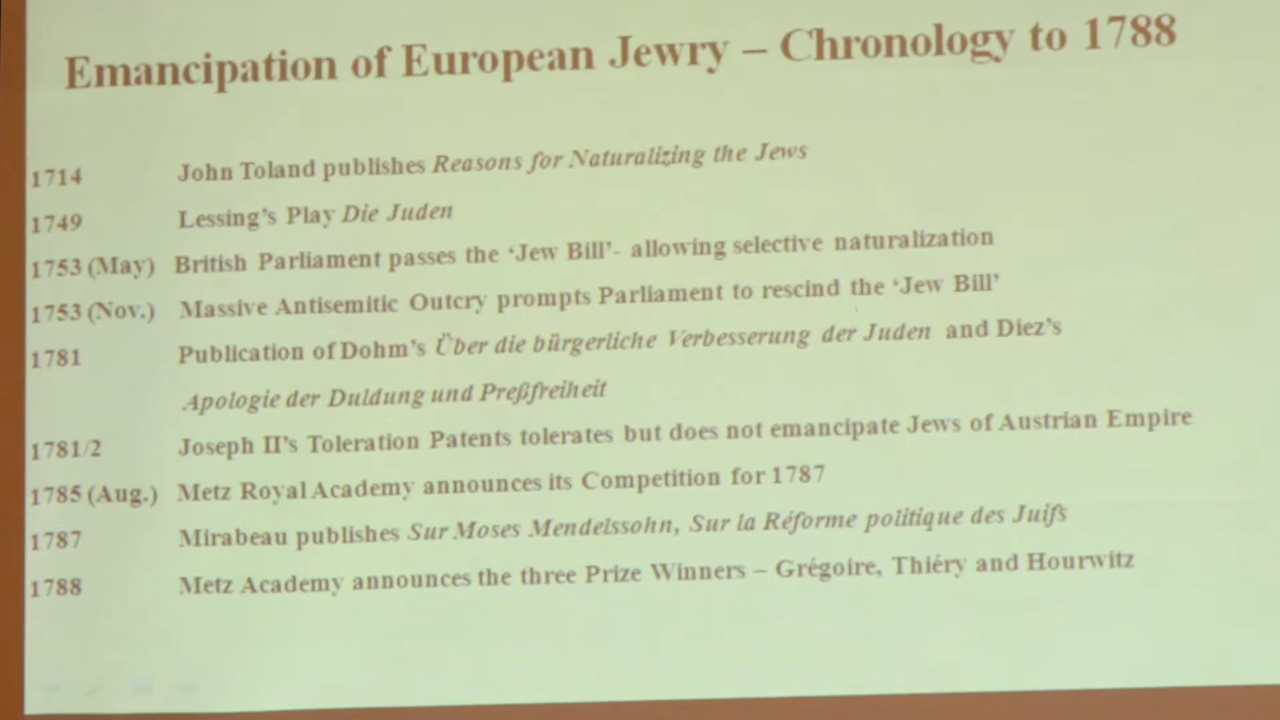 Emancipation of European Jewry – Chronology to 1788
1714 John Toland publishes Reasons for Naturalizing the Jews
1749 Lessing's Play Die Juden
1753 (May) British Parliament passes the ‘Jew Bill’- allowing selective naturalization
1753 (Nov.) Massive Antisemitic Outcry prompts Parliament to rescind the ‘Jew Bill’
1781 Publication of Dohm's Über die bürgerliche Verbesserung der Juden and Diez's
Apologie der Duldung und Preßfreiheit
1781/2 Joseph II's Toleration Patents tolerates but does not emancipate Jews of Austrian Empire
1785 (Aug.) Metz Royal Academy announces its Competition for 1787
1787 Mirabeau publishes Sur Moses Mendelssohn, Sur la Réforme politique des Juifs
1788 Metz Academy announces the three Prize Winners – Grégoire, Thiéry and Hourwitz